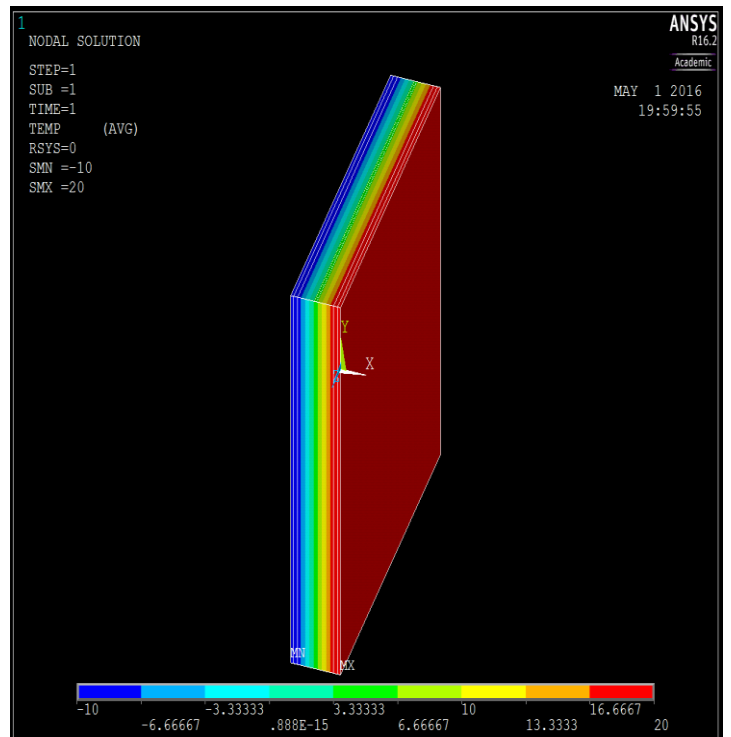 1
NODAL SOLUTION
STEP=1
SUB =1
TIME=1
TEMP (AVG)
RSYS=0
SMN =-10
SMX =20
ANSYS
R16.2
Academic
MAY 1 2016
19:59:55
Y
X
MN
MX
-10 -3.33333 3.33333 10 16.6667
-6.66667 .888E-15 6.66667 13.3333 20